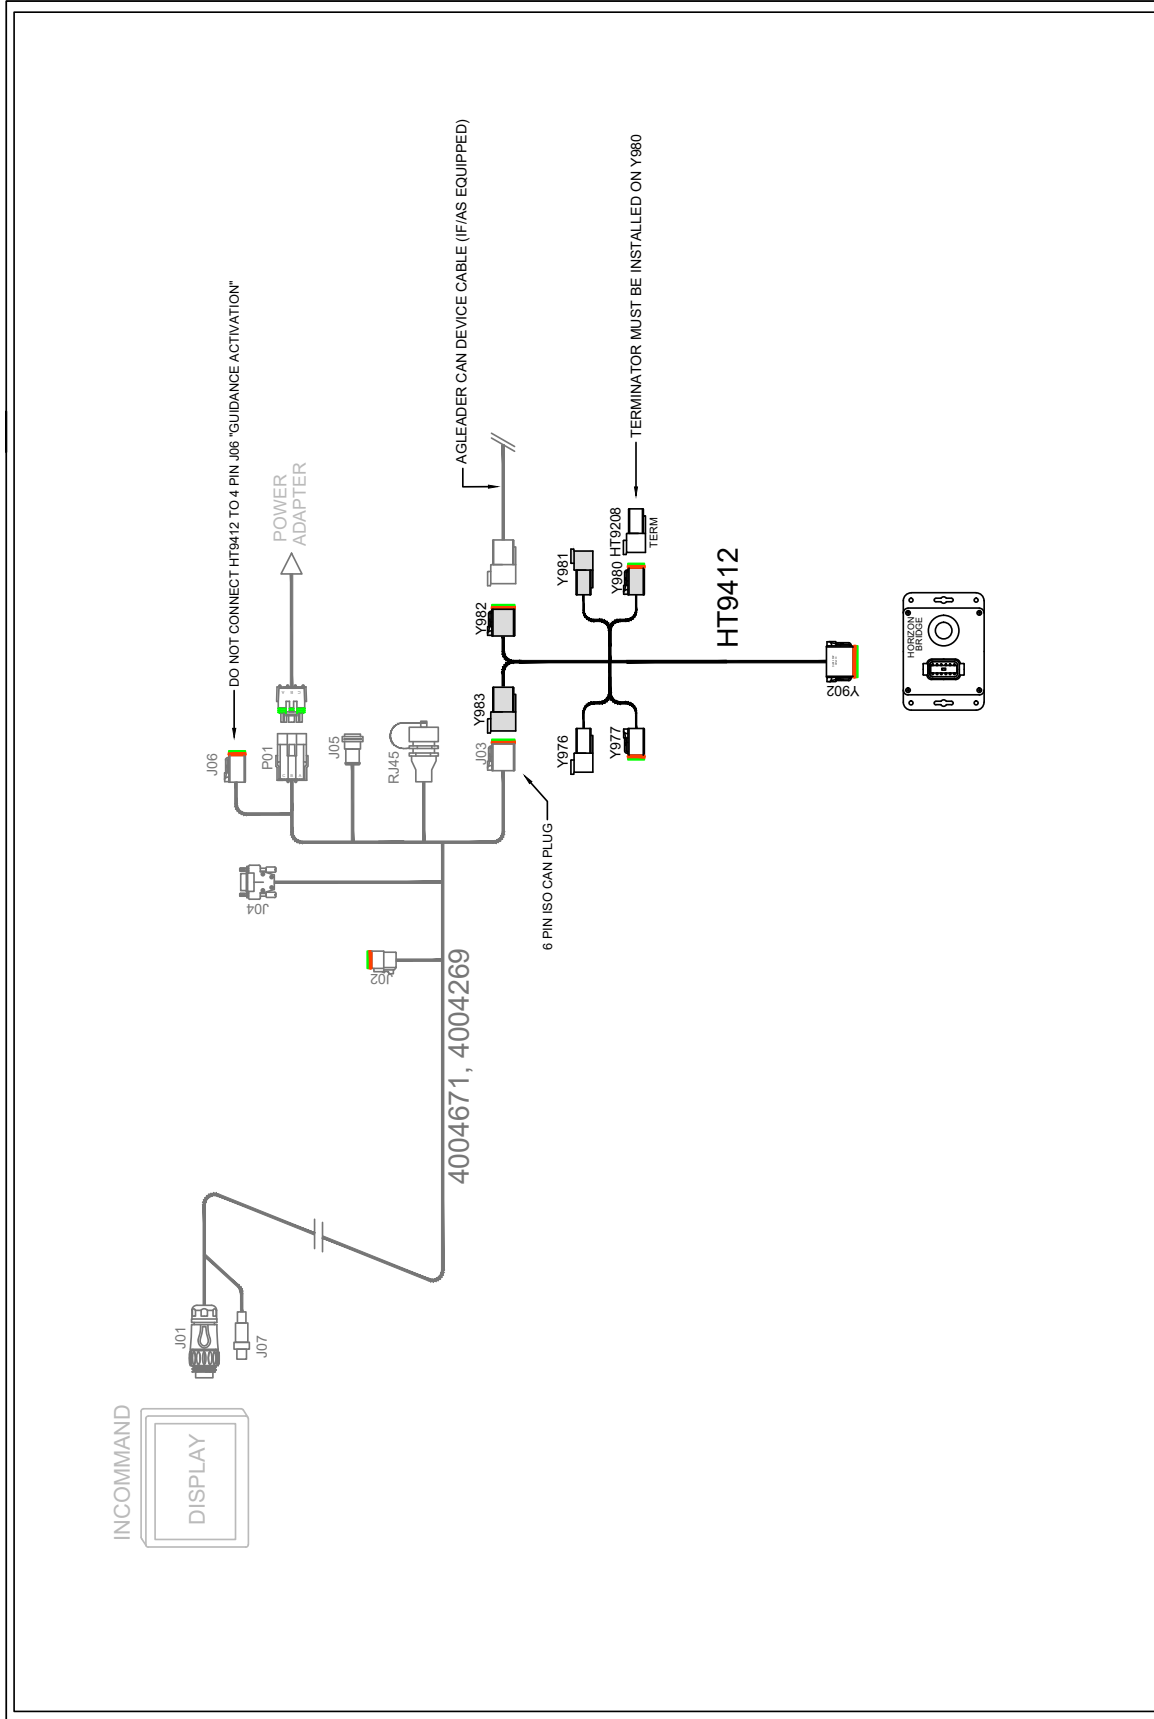 INCOMMAND
DISPLAY
J01
J07
4004671, 4004269
J02
J04
J06
DO NOT CONNECT HT9412 TO 4 PIN J06 "GUIDANCE ACTIVATION"
P01
POWER
ADAPTER
J05
RJ45
J03
6 PIN ISO CAN PLUG
Y983
Y982
AGLEADER CAN DEVICE CABLE (IF/AS EQUIPPED)
Y976
Y981
Y977
Y980
HT9208
TERM
TERMINATOR MUST BE INSTALLED ON Y980
HT9412
Y902
HORIZON
BRIDGE